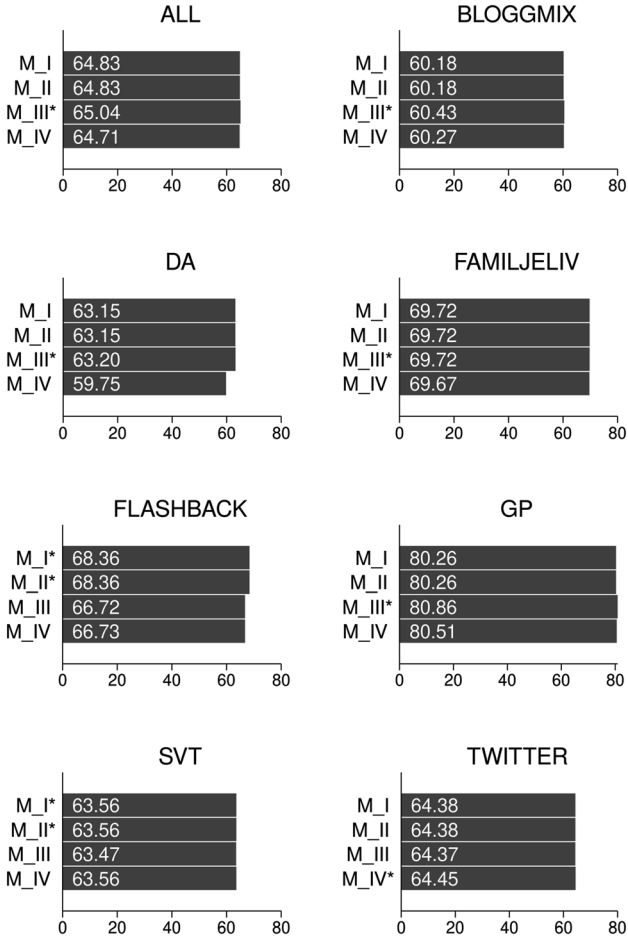 ALL
M_I 64.83
M_II 64.83
M_III* 65.04
M_IV 64.71
0 20 40 60 80
BLOGGMIX
M_I 60.18
M_II 60.18
M_III* 60.43
M_IV 60.27
0 20 40 60 80
DA
M_I 63.15
M_II 63.15
M_III* 63.20
M_IV 59.75
0 20 40 60 80
FAMILJELIV
M_I 69.72
M_II 69.72
M_III* 69.72
M_IV 69.67
0 20 40 60 80
FLASHBACK
M_I* 68.36
M_II* 68.36
M_III 66.72
M_IV 66.73
0 20 40 60 80
GP
M_I 80.26
M_II 80.26
M_III* 80.86
M_IV 80.51
0 20 40 60 80
SVT
M_I* 63.56
M_II* 63.56
M_III 63.47
M_IV 63.56
0 20 40 60 80
TWITTER
M_I 64.38
M_II 64.38
M_III 64.37
M_IV* 64.45
0 20 40 60 80